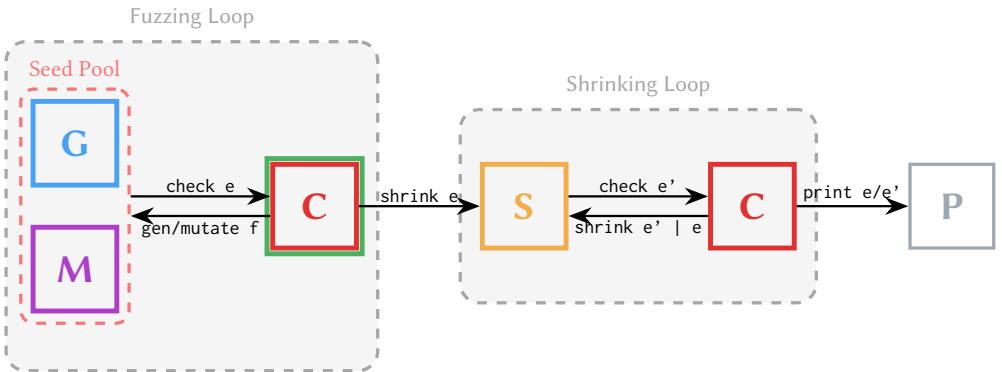 Fuzzing Loop
Seed Pool
G
M
check e
gen/mutate f
C
shrink e
Shrinking Loop
S
check e’
shrink e’ | e
C
print e/e’
P